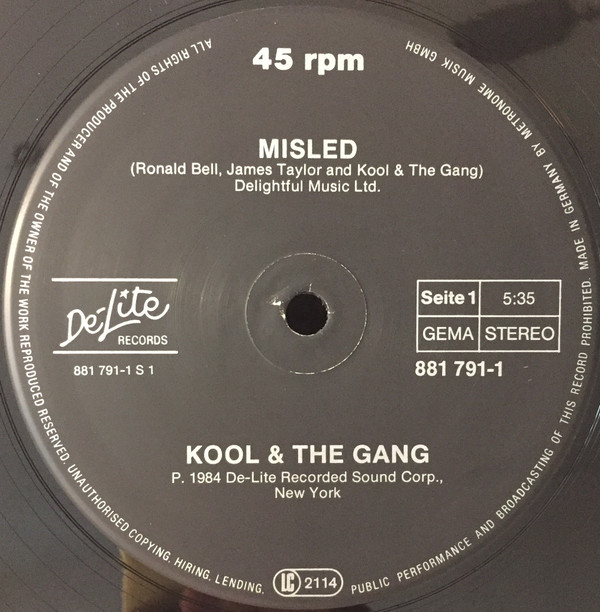 45 rpm
MISLED
(Ronald Bell, James Taylor and Kool & The Gang)
Delightful Music Ltd.
De-Lite
RECORDS
881 791-1 S 1
Seite 1 5:35
GEMA STEREO
881 791-1
KOOL & THE GANG
P. 1984 De-Lite Recorded Sound Corp.,
New York
LC 2114
ALL RIGHTS OF THE PRODUCER AND OF THE OWNER OF THE WORK REPRODUCED RESERVED. UNAUTHORISED COPYING. HIRING. LENDING. PUBLIC PERFORMANCE AND BROADCASTING OF THIS RECORD PROHIBITED. MADE IN GERMANY BY METRONOME MUSIK GMBH